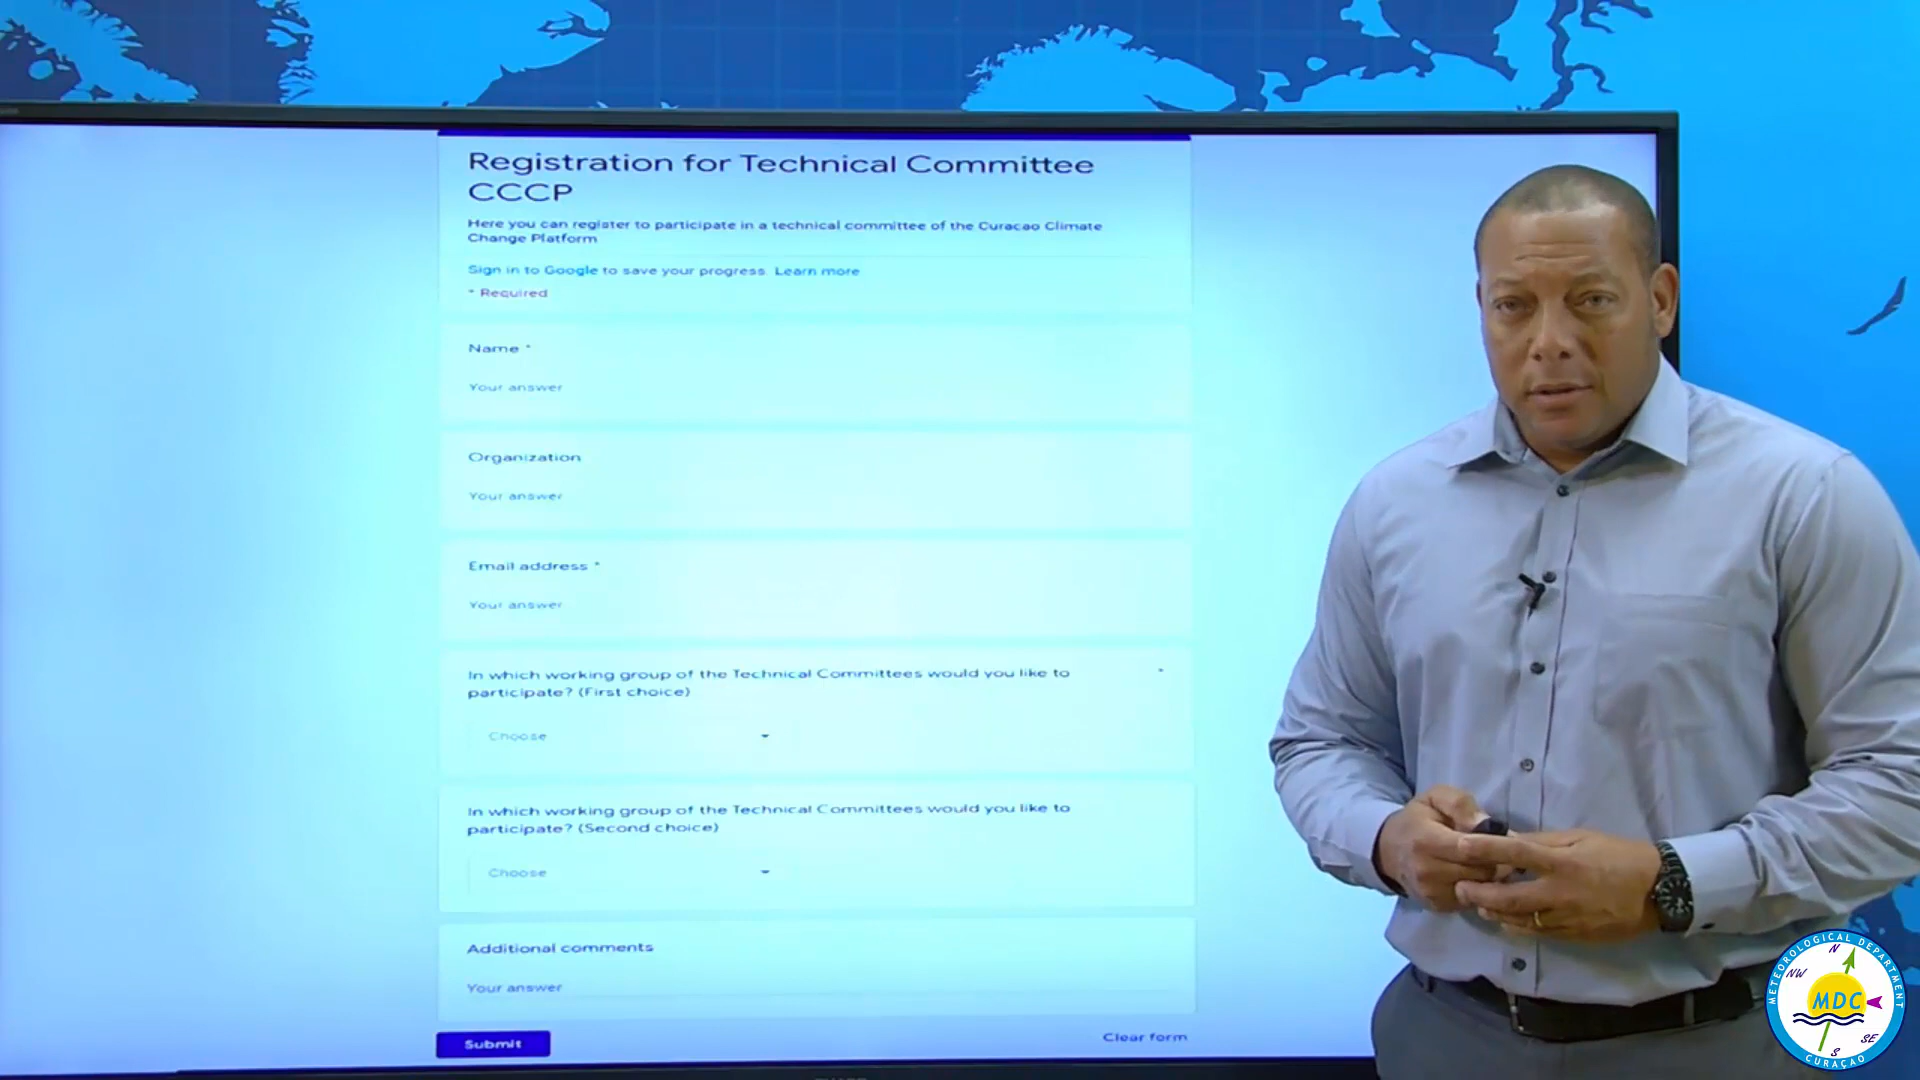 Registration for Technical Committee
CCCP
Here you can register to participate in a technical committee of the Curacao Climate
Change Platform
Sign in to Google to save your progress. Learn more
* Required
Name *
Your answer
Organization
Your answer
Email address *
Your answer
In which working group of the Technical Committees would you like to *
participate? (First choice)
Choose
In which working group of the Technical Committees would you like to
participate? (Second choice)
Choose
Additional comments
Your answer
Submit
Clear form
METEOROLOGICAL DEPARTMENT
N
NW
MDC
SE
S
CURAÇAO